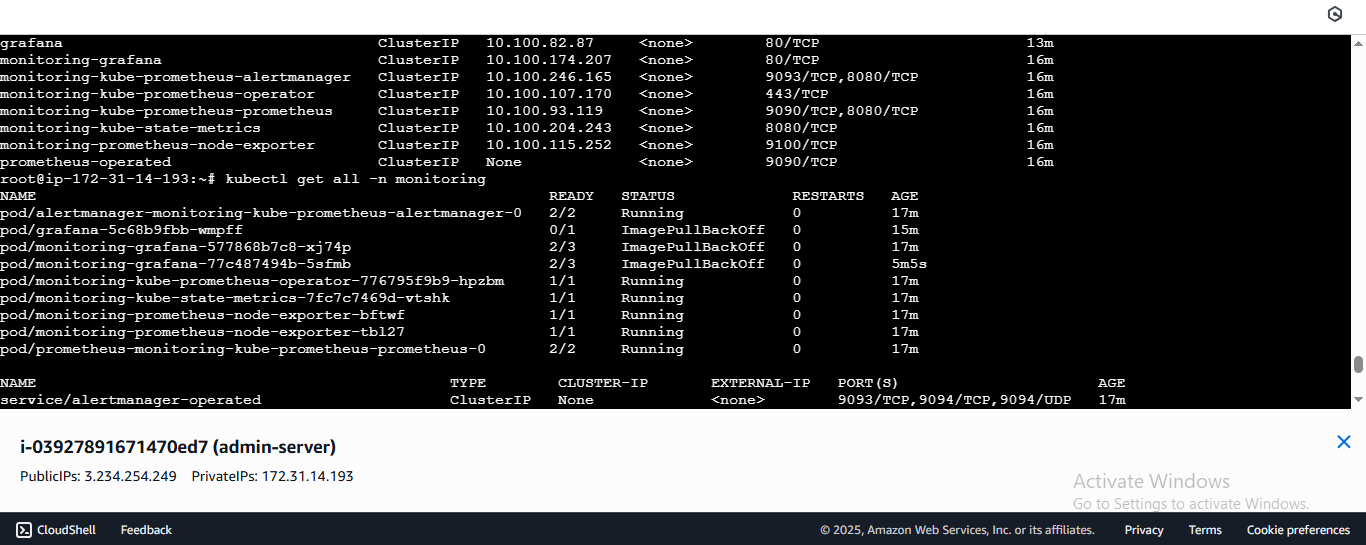 grafana ClusterIP 10.100.82.87 <none> 80/TCP 13m
monitoring-grafana ClusterIP 10.100.174.207 <none> 80/TCP 16m
monitoring-kube-prometheus-alertmanager ClusterIP 10.100.246.165 <none> 9093/TCP,8080/TCP 16m
monitoring-kube-prometheus-operator ClusterIP 10.100.107.170 <none> 443/TCP 16m
monitoring-kube-prometheus-prometheus ClusterIP 10.100.93.119 <none> 9090/TCP,8080/TCP 16m
monitoring-kube-state-metrics ClusterIP 10.100.204.243 <none> 8080/TCP 16m
monitoring-prometheus-node-exporter ClusterIP 10.100.115.252 <none> 9100/TCP 16m
prometheus-operated ClusterIP None <none> 9090/TCP 16m
root@ip-172-31-14-193:~# kubectl get all -n monitoring
NAME READY STATUS RESTARTS AGE
pod/alertmanager-monitoring-kube-prometheus-alertmanager-0 2/2 Running 0 17m
pod/grafana-5c68b9fbb-wmpff 0/1 ImagePullBackOff 0 15m
pod/monitoring-grafana-577868b7c8-xj74p 2/3 ImagePullBackOff 0 17m
pod/monitoring-grafana-77c487494b-5sfmb 2/3 ImagePullBackOff 0 5m5s
pod/monitoring-kube-prometheus-operator-776795f9b9-hpzbm 1/1 Running 0 17m
pod/monitoring-kube-state-metrics-7fc7c7469d-vtshk 1/1 Running 0 17m
pod/monitoring-prometheus-node-exporter-bftwf 1/1 Running 0 17m
pod/monitoring-prometheus-node-exporter-tbl27 1/1 Running 0 17m
pod/prometheus-monitoring-kube-prometheus-prometheus-0 2/2 Running 0 17m
NAME TYPE CLUSTER-IP EXTERNAL-IP PORT(S) AGE
service/alertmanager-operated ClusterIP None <none> 9093/TCP,9094/TCP,9094/UDP 17m
i-03927891671470ed7 (admin-server)
PublicIPs: 3.234.254.249 PrivateIPs: 172.31.14.193
Activate Windows
Go to Settings to activate Windows.
CloudShell Feedback © 2025, Amazon Web Services, Inc. or its affiliates. Privacy Terms Cookie preferences